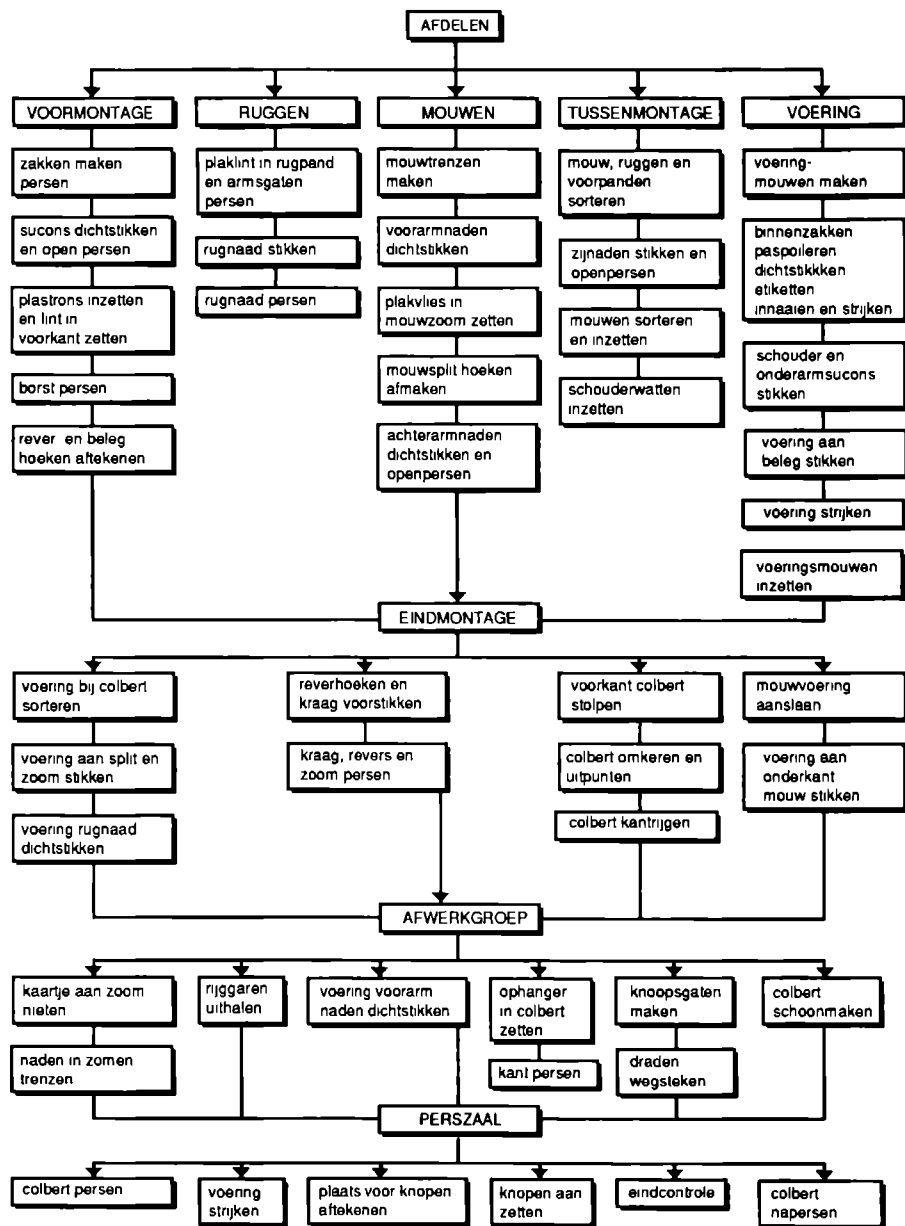 AFDELEN
VOORMONTAGE
zakken maken
persen
sucons dichtstikken
en open persen
plastrons inzetten
en lint in
voorkant zetten
borst persen
rever en beleg
hoeken aftekenen
RUGGEN
plaklint in rugpand
en armsgaten
persen
rugnaad stikken
rugnaad persen
MOUWEN
mouwtrenzen
maken
voorarmnaden
dichtstikken
plakvlies in
mouwzoom zetten
mouwsplit hoeken
afmaken
achterarmnaden
dichtstikken en
openpersen
TUSSENMONTAGE
mouw, ruggen en
voorpanden
sorteren
zijnaden stikken en
openpersen
mouwen sorteren
en inzetten
schouderwatten
inzetten
VOERING
voering-
mouwen maken
binnenzakken
paspoileren
dichtstikkken
etiketten
innaaien en strijken
schouder en
onderarmsucons
stikken
voering aan
beleg stikken
voering strijken
voeringsmouwen
inzetten
EINDMONTAGE
voering bij colbert
sorteren
voering aan split en
zoom stikken
voering rugnaad
dichtstikken
reverhoeken en
kraag voorstikken
kraag, revers en
zoom persen
voorkant colbert
stolpen
colbert omkeren en
uitpunten
colbert kantrijgen
mouwvoering
aanslaan
voering aan
onderkant
mouw stikken
AFWERKGROEP
kaartje aan zoom
nieten
naden in zomen
trenzen
rijggaren
uithalen
voering voorarm
naden dichtstikken
ophanger
in colbert
zetten
kant persen
knoopsgaten
maken
draden
wegsteken
colbert
schoonmaken
PERSZAAL
colbert persen
voering
strijken
plaats voor knopen
aftekenen
knopen aan
zetten
eindcontrole
colbert
napersen